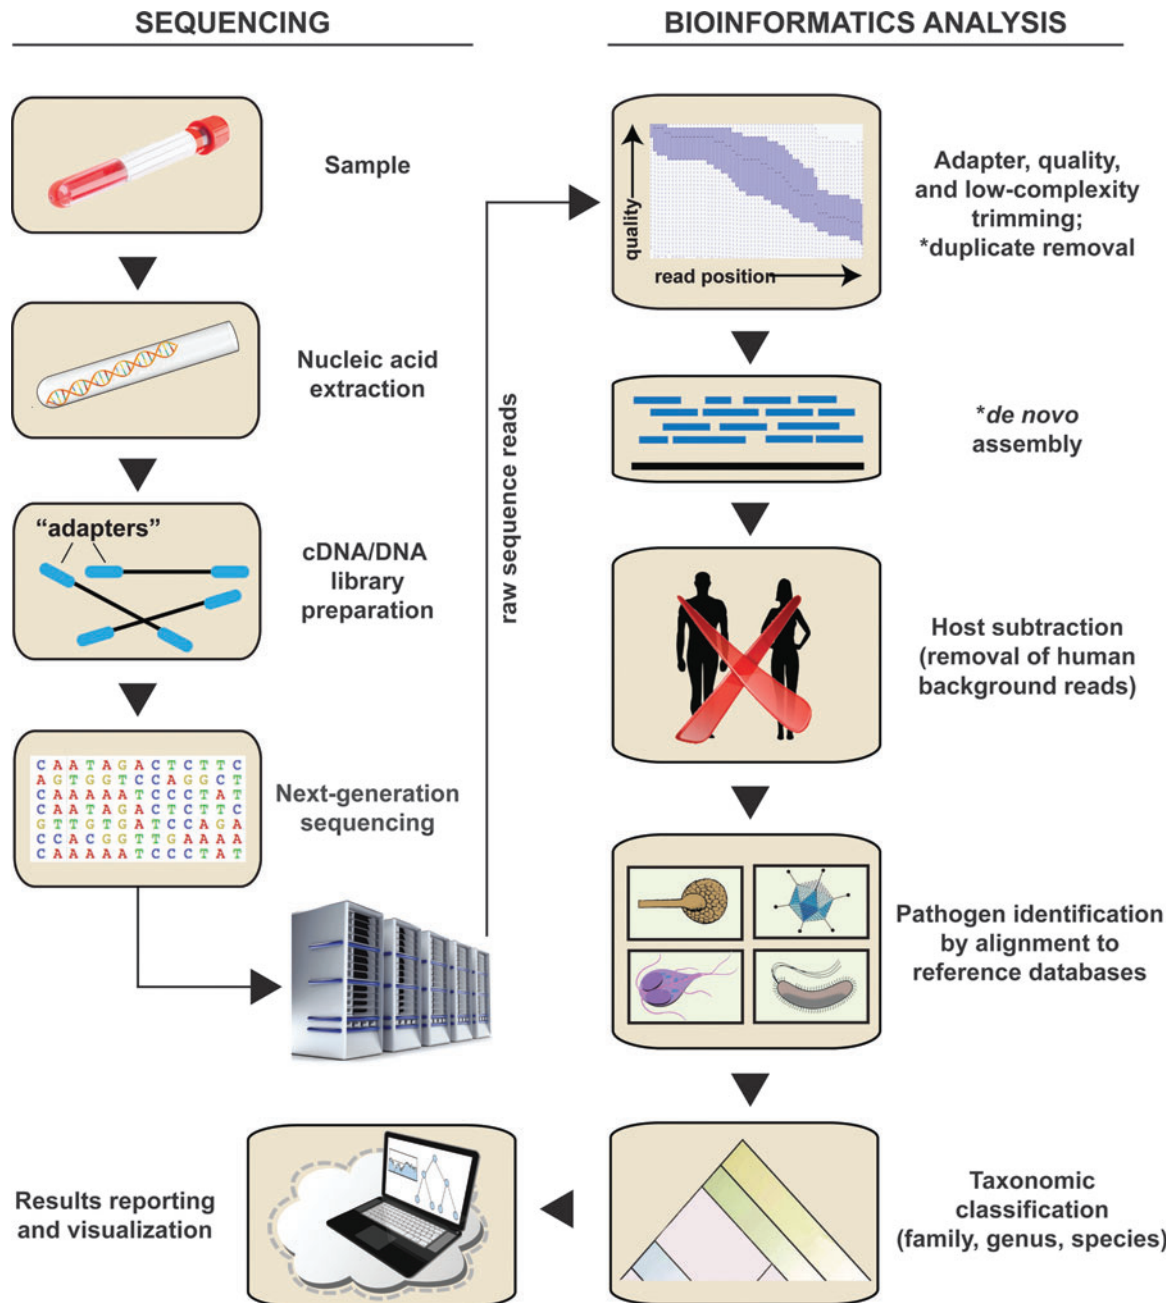 SEQUENCING
Sample
Nucleic acid
extraction
"adapters"
cDNA/DNA
library
preparation
C A A T A G A C T C T T C
A G T G G T C C A G G C T
C A A A A A T C C C T A T
C A A T A G A C T C T T C
G T T G T G A T C C A G A
C C A C G G T T G A A A A
C A A A A A T C C C T A T
Next-generation
sequencing
raw sequence reads
BIOINFORMATICS ANALYSIS
quality
read position
Adapter, quality,
and low-complexity
trimming;
*duplicate removal
*de novo
assembly
Host subtraction
(removal of human
background reads)
Pathogen identification
by alignment to
reference databases
Taxonomic
classification
(family, genus, species)
Results reporting
and visualization